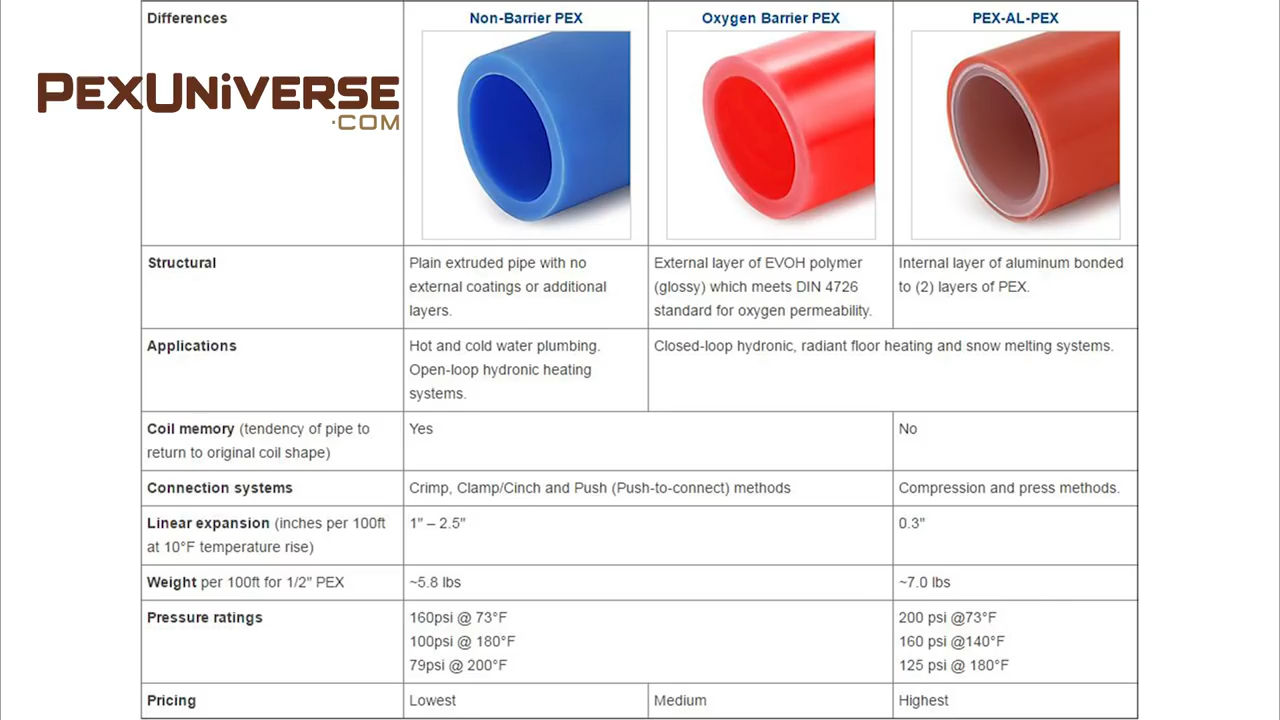 Differences
Non-Barrier PEX
Oxygen Barrier PEX
PEX-AL-PEX
PEXUNiVERSE
.COM
Structural
Plain extruded pipe with no
external coatings or additional
layers.
External layer of EVOH polymer
(glossy) which meets DIN 4726
standard for oxygen permeability.
Internal layer of aluminum bonded
to (2) layers of PEX.
Applications
Hot and cold water plumbing.
Open-loop hydronic heating
systems.
Closed-loop hydronic, radiant floor heating and snow melting systems.
Coil memory (tendency of pipe to
return to original coil shape)
Yes
No
Connection systems
Crimp, Clamp/Cinch and Push (Push-to-connect) methods
Compression and press methods.
Linear expansion (inches per 100ft
at 10°F temperature rise)
1" – 2.5"
0.3"
Weight per 100ft for 1/2" PEX
~5.8 lbs
~7.0 lbs
Pressure ratings
160psi @ 73°F
100psi @ 180°F
79psi @ 200°F
200 psi @73°F
160 psi @140°F
125 psi @ 180°F
Pricing
Lowest
Medium
Highest